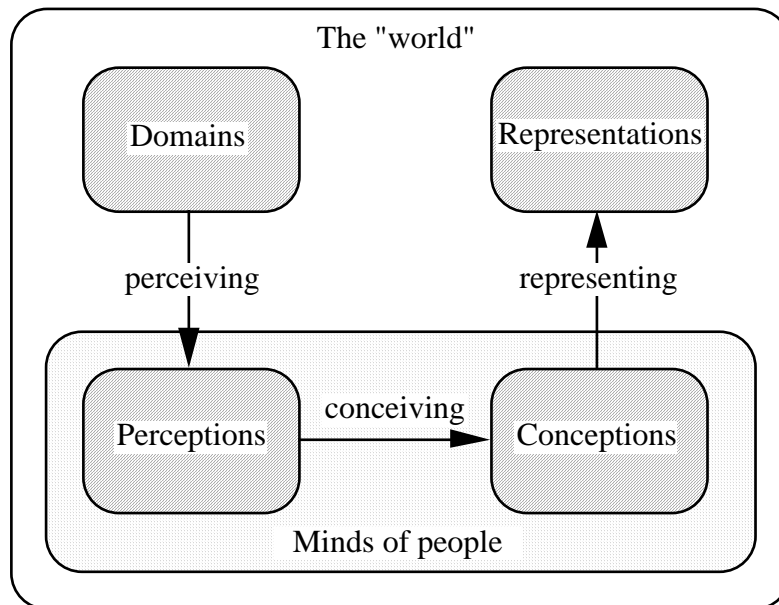 The "world"
Domains
Representations
perceiving
representing
Perceptions
conceiving
Conceptions
Minds of people